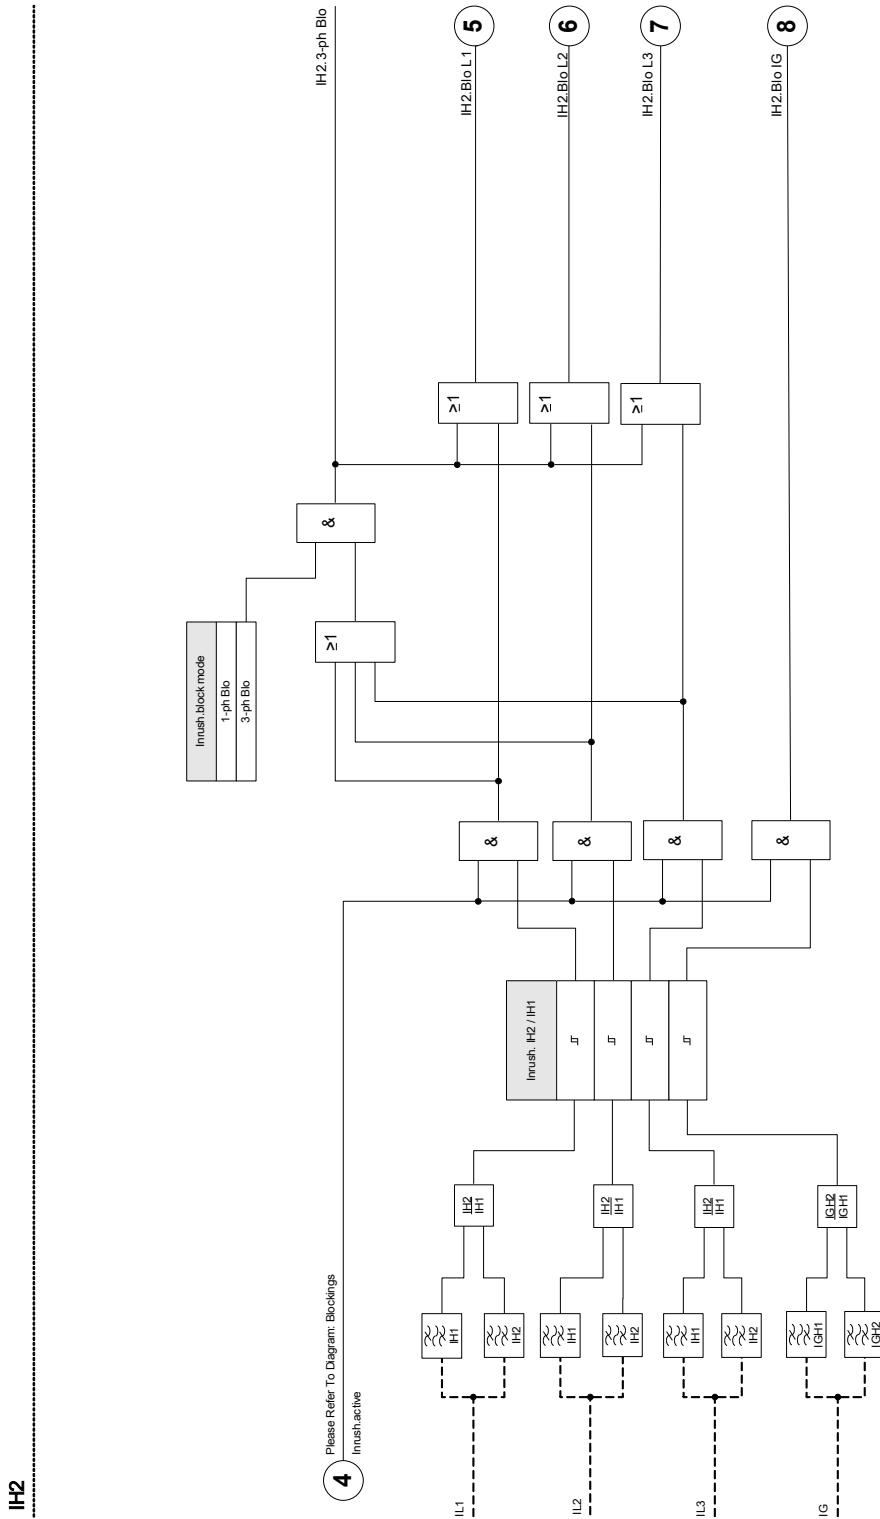 IH2
4
Please Refer To Diagram: Blockings
Inrush.active
IL1
IL2
IL3
IG
IH1
IH2
IH1
IH2
IH1
IH2
IGH1
IGH2
IH2
IH1
IH2
IH1
IH2
IH1
IGH2
IGH1
Inrush. IH2 / IH1
&
&
&
&
Inrush.block mode
1-ph Blo
3-ph Blo
≥1
&
≥1
≥1
≥1
IH2.3-ph Blo
IH2.Blo L1
5
IH2.Blo L2
6
IH2.Blo L3
7
IH2.Blo IG
8